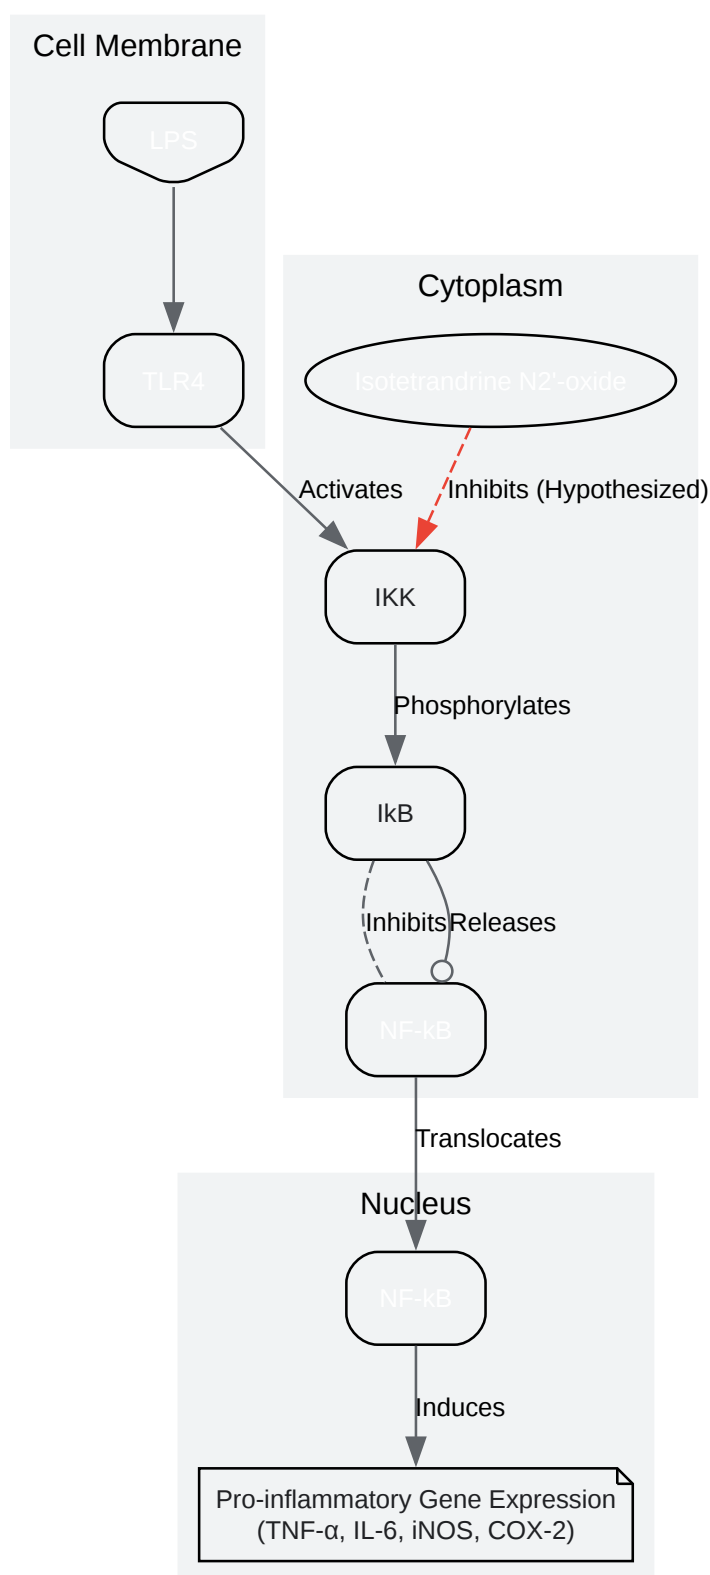 Cell Membrane
LPS
TLR4
Cytoplasm
Isotetrandrine N2'-oxide
Activates
Inhibits (Hypothesized)
IKK
Phosphorylates
IkB
Inhibits
Releases
NF-kB
Translocates
Nucleus
NF-kB
Induces
Pro-inflammatory Gene Expression
(TNF-α, IL-6, iNOS, COX-2)